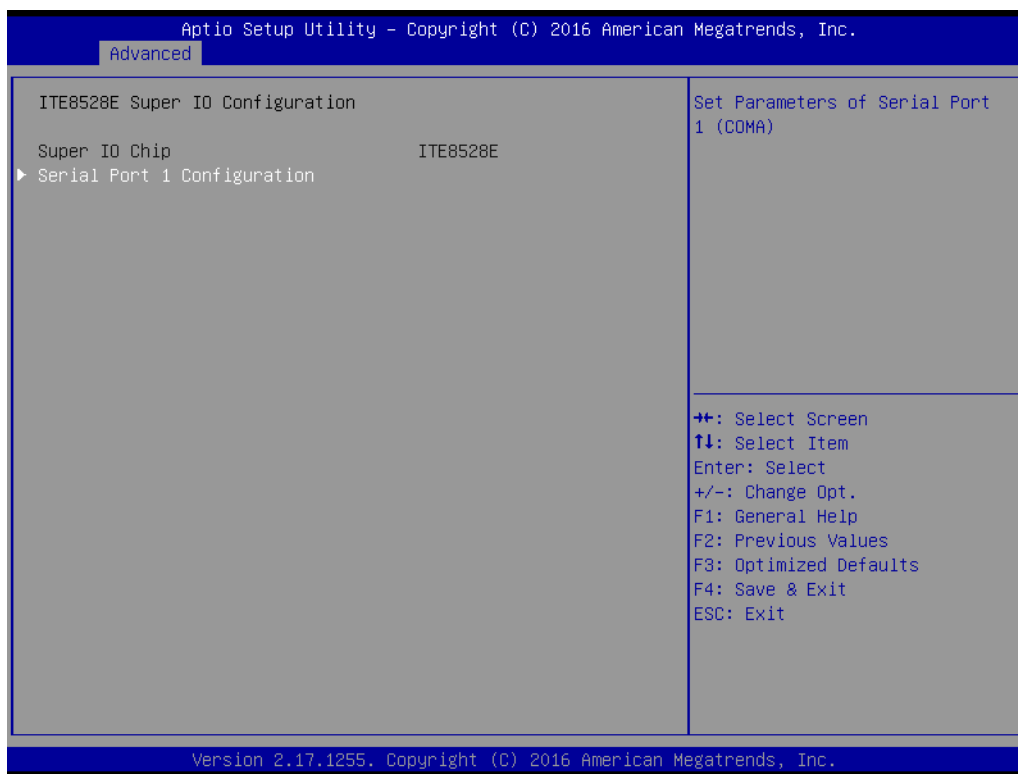 Aptio Setup Utility – Copyright (C) 2016 American Megatrends, Inc.
Advanced
ITE8528E Super IO Configuration
Super IO Chip ITE8528E
▶ Serial Port 1 Configuration
Set Parameters of Serial Port
1 (COMA)
→←: Select Screen
↑↓: Select Item
Enter: Select
+/-: Change Opt.
F1: General Help
F2: Previous Values
F3: Optimized Defaults
F4: Save & Exit
ESC: Exit
Version 2.17.1255. Copyright (C) 2016 American Megatrends, Inc.